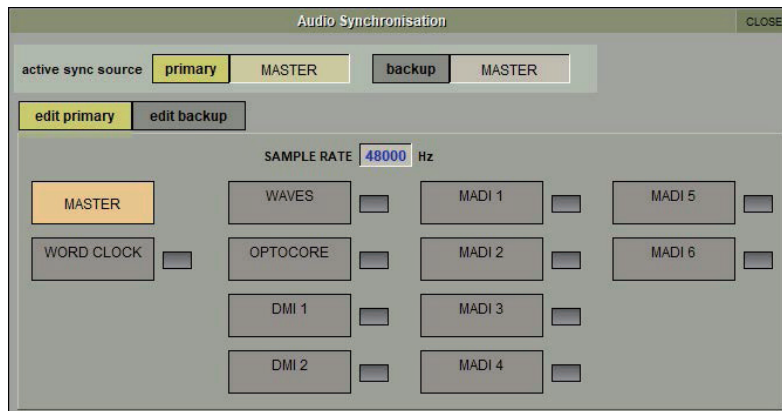 Audio Synchronisation CLOSE
active sync source primary MASTER backup MASTER
edit primary edit backup
SAMPLE RATE 48000 Hz
MASTER WAVES MADI 1 MADI 5
WORD CLOCK OPTOCORE MADI 2 MADI 6
DMI 1 MADI 3
DMI 2 MADI 4